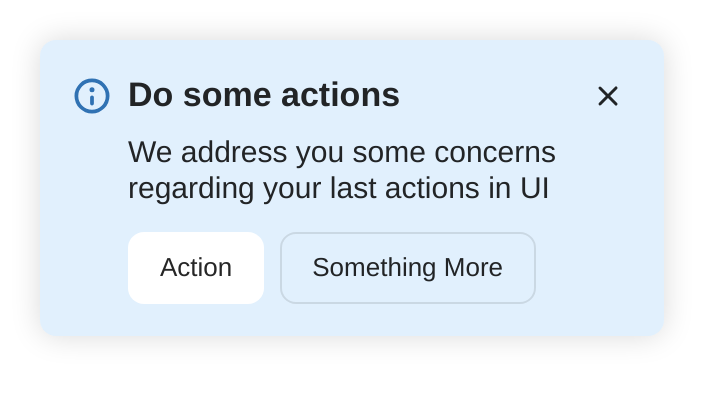 Do some actions
We address you some concerns
regarding your last actions in UI
Action
Something More